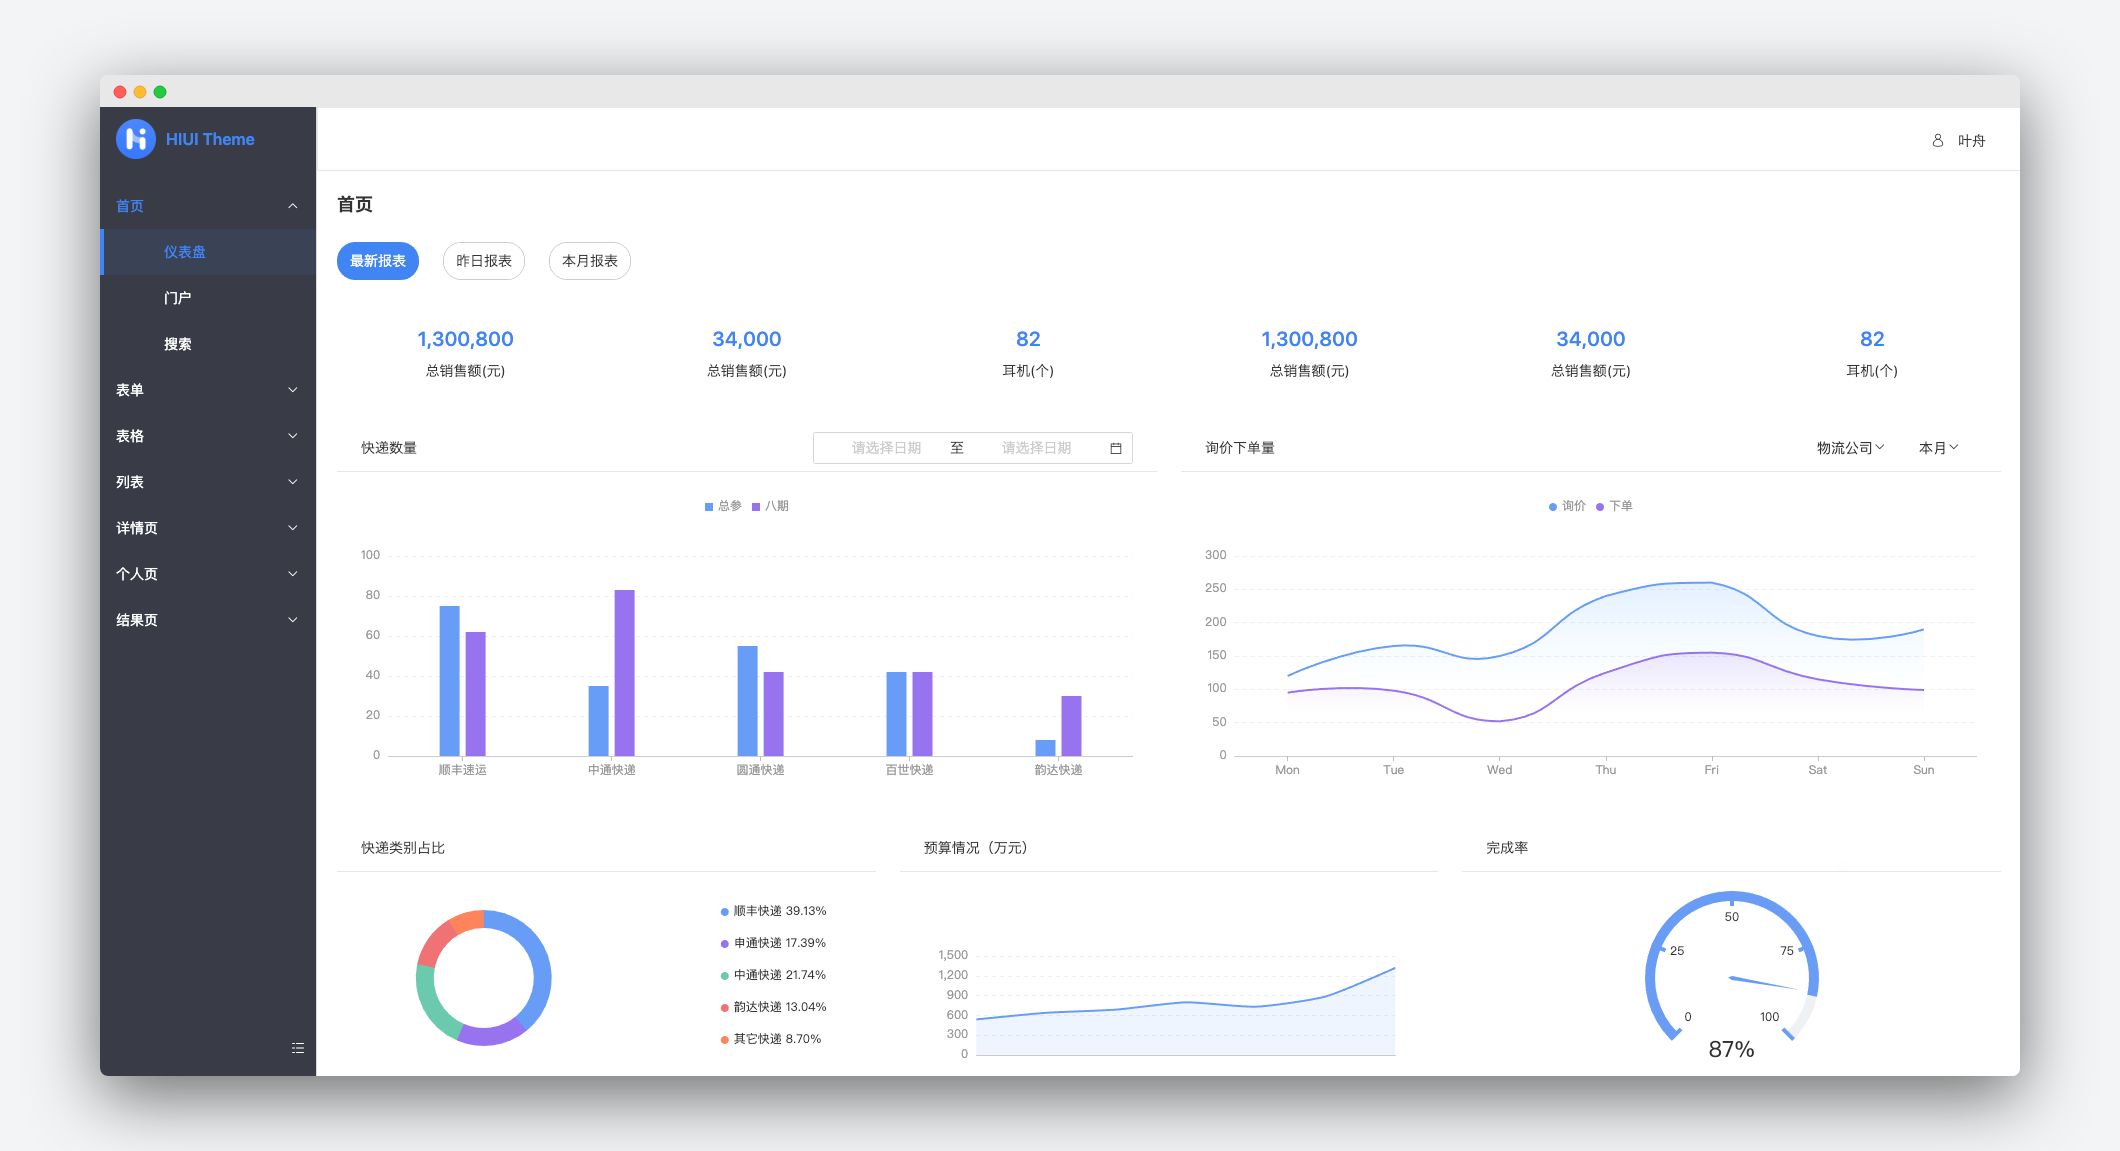 HIUI Theme
叶舟
首页
仪表盘
门户
搜索
表单
表格
列表
详情页
个人页
结果页
首页
最新报表 昨日报表 本月报表
1,300,800 34,000 82 1,300,800 34,000 82
总销售额(元) 总销售额(元) 耳机(个) 总销售额(元) 总销售额(元) 耳机(个)
快递数量 请选择日期 至 请选择日期
总参 八期
100
80
60
40
20
0
顺丰速运 中通快递 圆通快递 百世快递 韵达快递
询价下单量 物流公司 本月
询价 下单
300
250
200
150
100
50
0
Mon Tue Wed Thu Fri Sat Sun
快递类别占比
顺丰快递 39.13%
申通快递 17.39%
中通快递 21.74%
韵达快递 13.04%
其它快递 8.70%
预算情况（万元）
1,500
1,200
900
600
300
0
完成率
50
25 75
0 100
87%